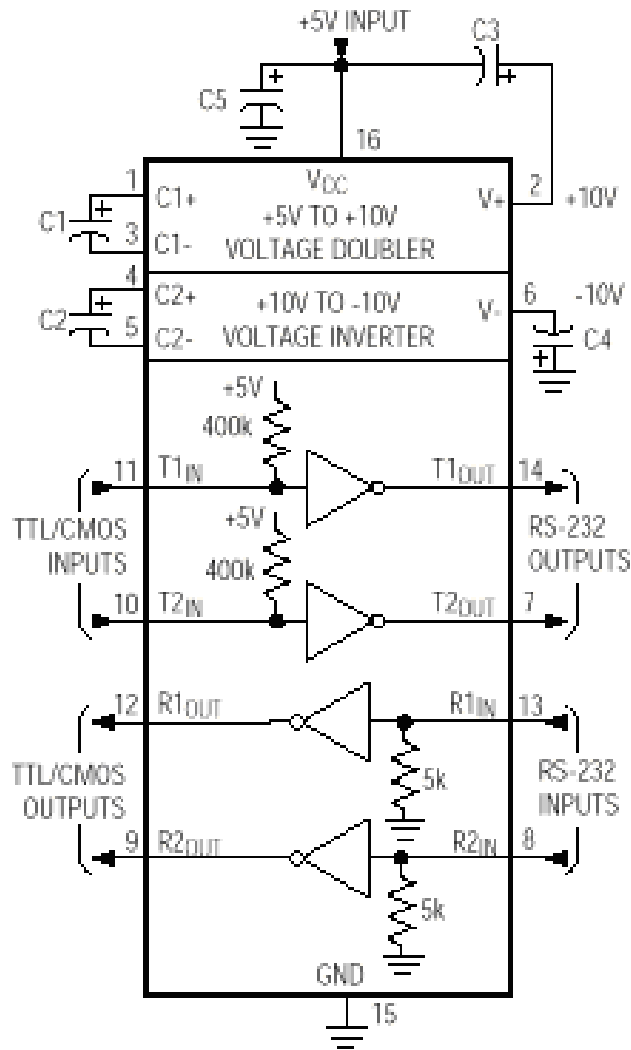 +5V INPUT
C3
+
C5
+
16
1
C1+
VCC
V+
2
+10V
C1
+
+5V TO +10V
3
C1-
VOLTAGE DOUBLER
4
C2+
+10V TO -10V
6
-10V
C2
+
V-
5
C2-
VOLTAGE INVERTER
+
C4
+5V
400k
11
T1IN
T1OUT
14
TTL/CMOS
INPUTS
+5V
400k
RS-232
OUTPUTS
10
T2IN
T2OUT
7
12
R1OUT
R1IN
13
TTL/CMOS
OUTPUTS
5k
RS-232
INPUTS
9
R2OUT
R2IN
8
5k
GND
15